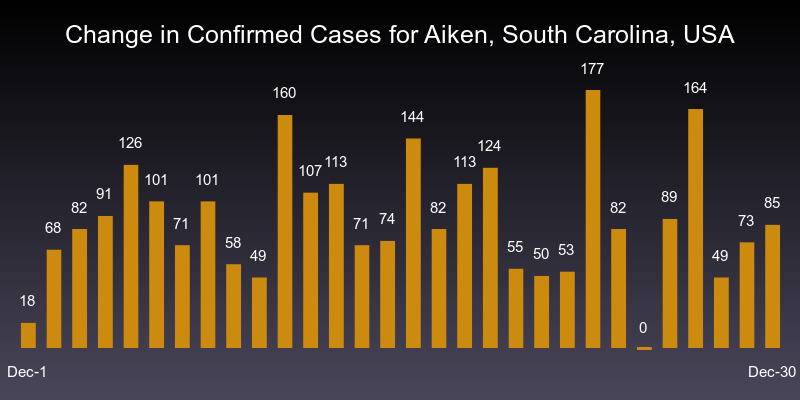 Change in Confirmed Cases for Aiken, South Carolina, USA
18 68 82 91 126 101 71 101 58 49 160 107 113 71 74 144 82 113 124 55 50 53 177 82 0 89 164 49 73 85
Dec-1 Dec-30